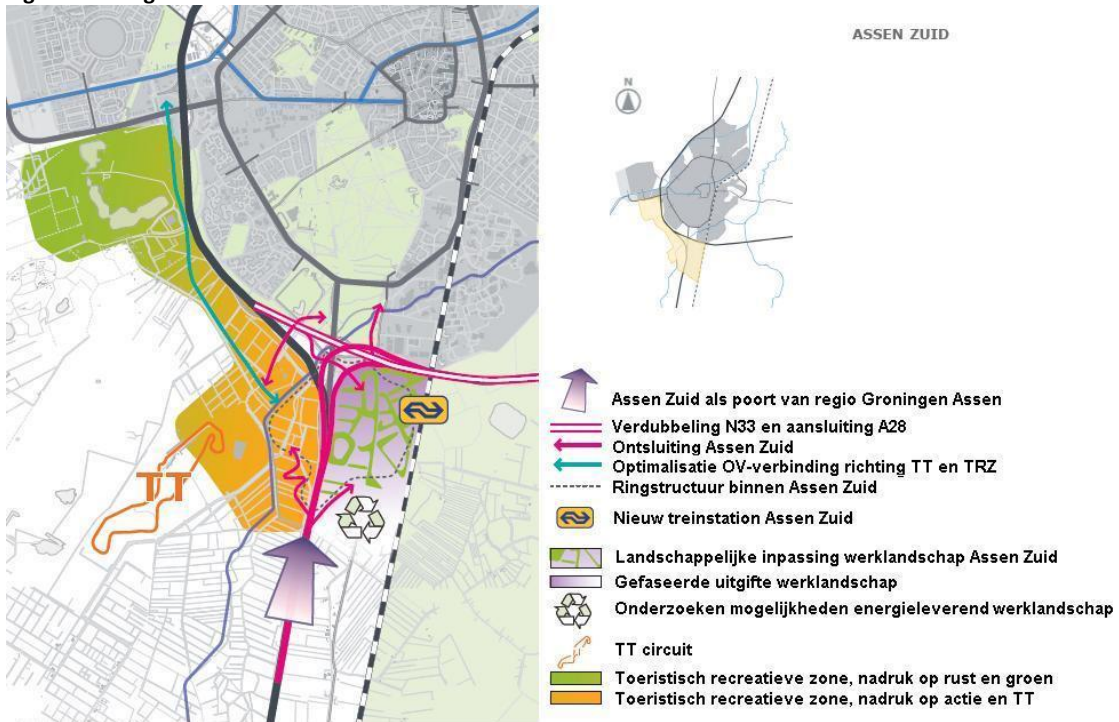 ASSEN ZUID
N
TT
Assen Zuid als poort van regio Groningen Assen
Verdubbeling N33 en aansluiting A28
Ontsluiting Assen Zuid
Optimalisatie OV-verbinding richting TT en TRZ
Ringstructuur binnen Assen Zuid
Nieuw treinstation Assen Zuid
Landschappelijke inpassing werklandschap Assen Zuid
Gefaseerde uitgifte werklandschap
Onderzoeken mogelijkheden energieleverend werklandschap
TT circuit
Toeristisch recreatieve zone, nadruk op rust en groen
Toeristisch recreatieve zone, nadruk op actie en TT